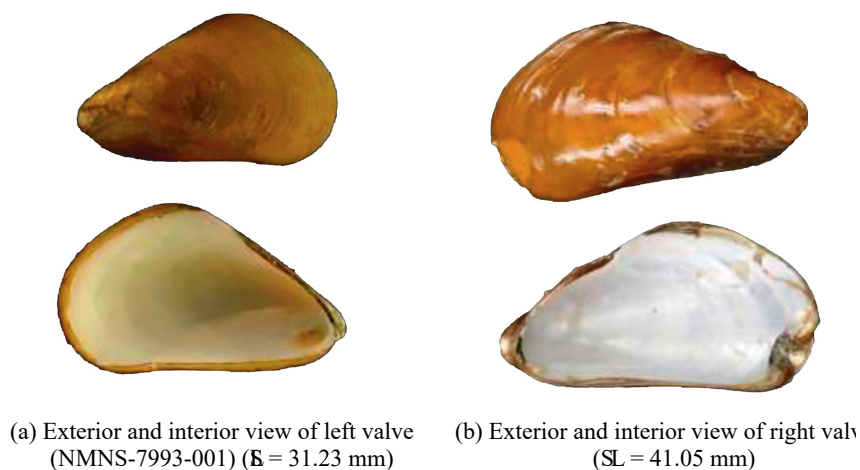 (a) Exterior and interior view of left valve
(NMNS-7993-001) (SL = 31.23 mm)
(b) Exterior and interior view of right valv
(SL = 41.05 mm)